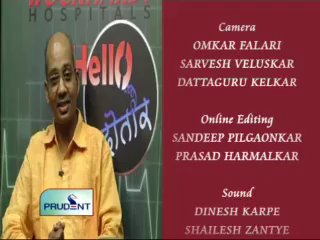 HOSPITALS
Hello
दोतोर
PRUDENT
Camera
OMKAR FALARI
SARVESH VELUSKAR
DATTAGURU KELKAR
Online Editing
SANDEEP PILGAONKAR
PRASAD HARMALKAR
Sound
DINESH KARPE
SHAILESH ZANTYE